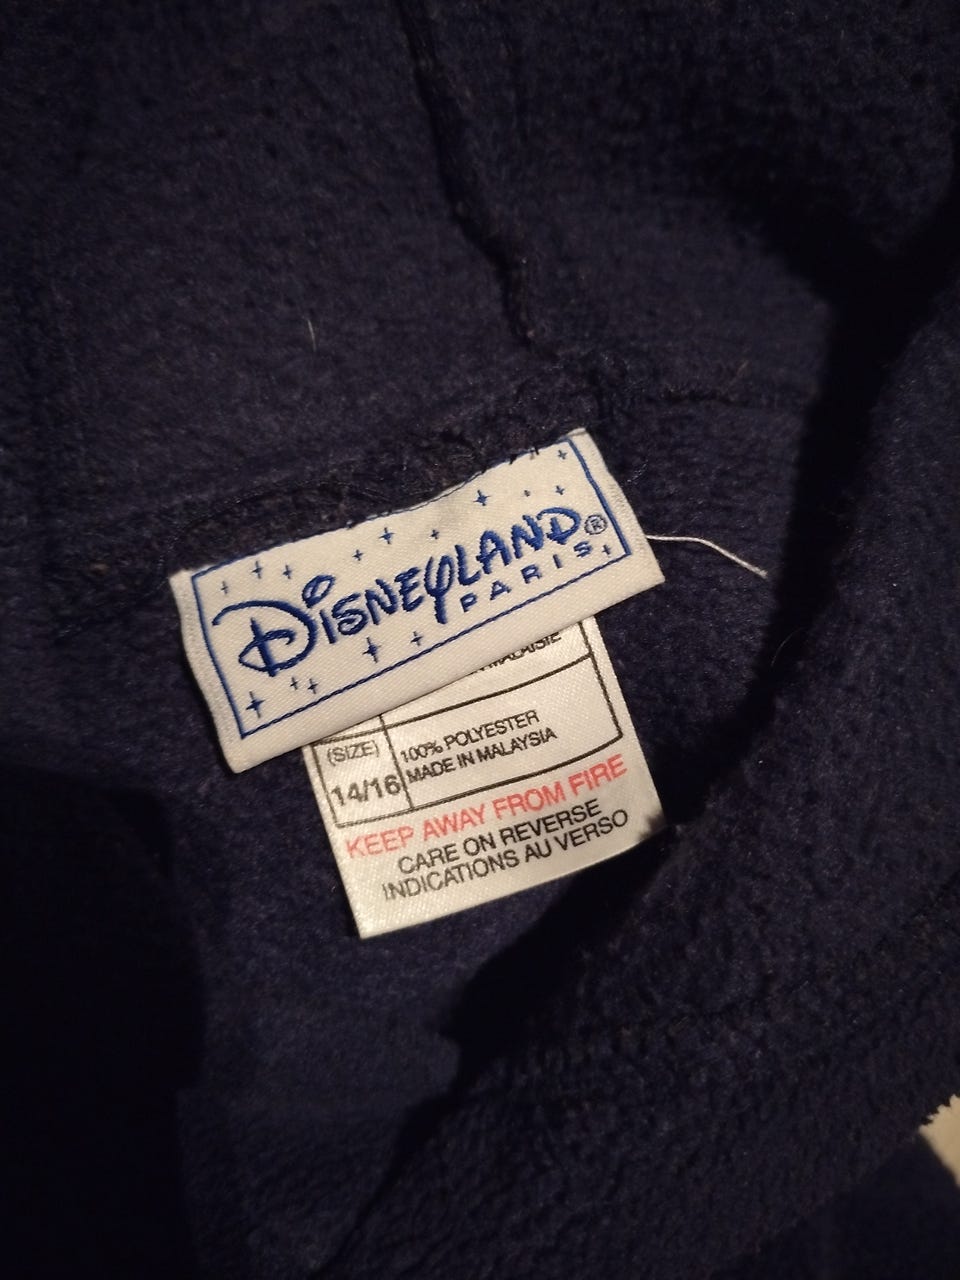 DISNEYLAND®
PARIS
MALAISIE
(SIZE)
14/16
100% POLYESTER
MADE IN MALAYSIA
KEEP AWAY FROM FIRE
CARE ON REVERSE
INDICATIONS AU VERSO